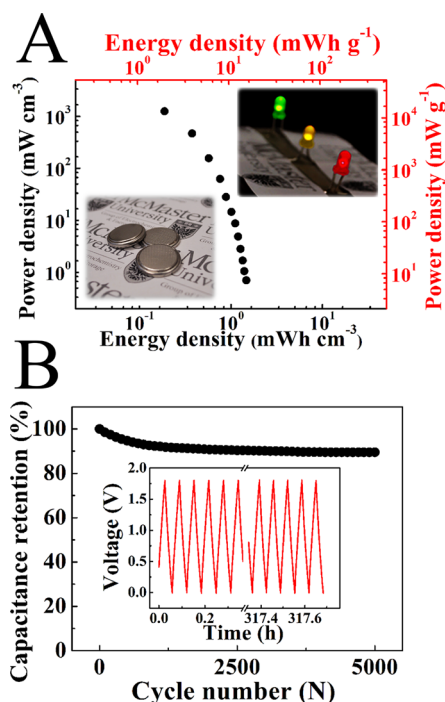 A
Energy density (mWh g⁻¹)
10⁰ 10¹ 10²
Power density (mW cm⁻³)
10³
10²
10¹
10⁰
Power density (mW g⁻¹)
10⁴
10³
10²
10¹
McMaster
University
10⁻¹ 10⁰ 10¹
Energy density (mWh cm⁻³)
B
Capacitance retention (%)
100
80
60
40
20
0
Voltage (V)
2.0
1.5
1.0
0.5
0.0
0.0 0.2 317.4 317.6
Time (h)
0 2500 5000
Cycle number (N)